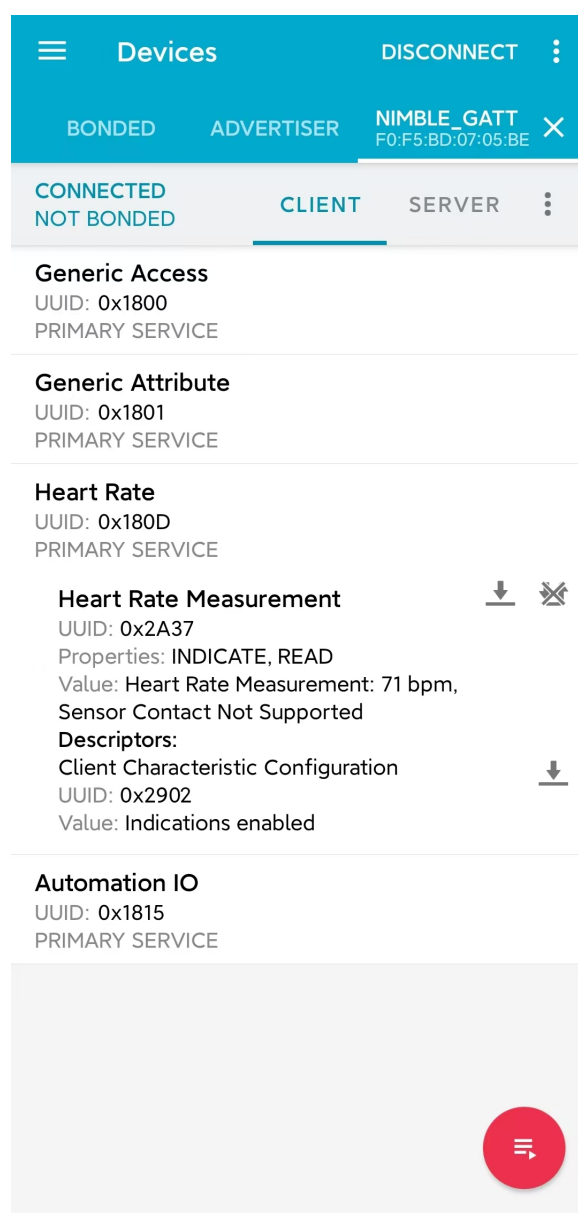 Devices
DISCONNECT
BONDED
ADVERTISER
NIMBLE_GATT
F0:F5:BD:07:05:BE
CONNECTED
NOT BONDED
CLIENT
SERVER
Generic Access
UUID: 0x1800
PRIMARY SERVICE
Generic Attribute
UUID: 0x1801
PRIMARY SERVICE
Heart Rate
UUID: 0x180D
PRIMARY SERVICE
Heart Rate Measurement
UUID: 0x2A37
Properties: INDICATE, READ
Value: Heart Rate Measurement: 71 bpm,
Sensor Contact Not Supported
Descriptors:
Client Characteristic Configuration
UUID: 0x2902
Value: Indications enabled
Automation IO
UUID: 0x1815
PRIMARY SERVICE